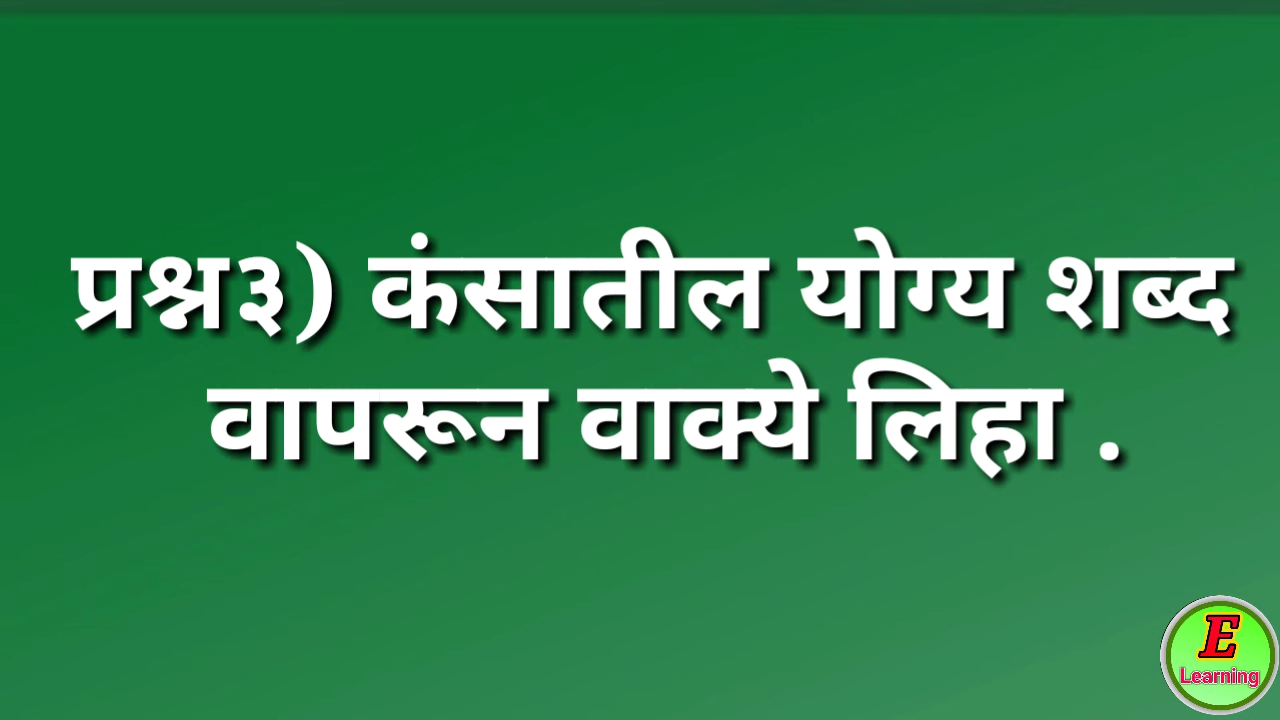 प्रश्न३) कंसातील योग्य शब्द
वापरून वाक्ये लिहा .
E
Learning